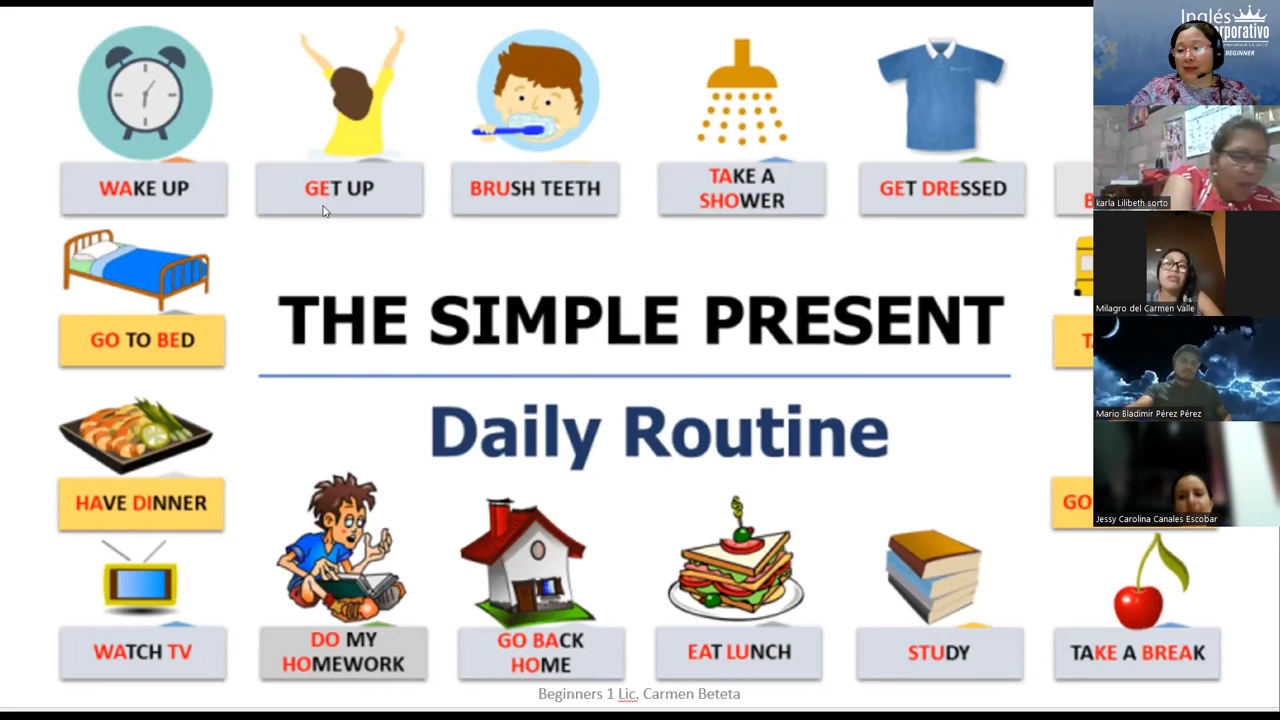 WAKE UP
GET UP
BRUSH TEETH
TAKE A
SHOWER
GET DRESSED
GO TO BED
THE SIMPLE PRESENT
Daily Routine
HAVE DINNER
GO
WATCH TV
DO MY
HOMEWORK
GO BACK
HOME
EAT LUNCH
STUDY
TAKE A BREAK
Beginners 1 Lic. Carmen Beteta
Inglés
BEGINNER
karla Lilibeth sorto
Milagro del Carmen Valle
Mario Bladimir Pérez Pérez
Jessy Carolina Canales Escobar